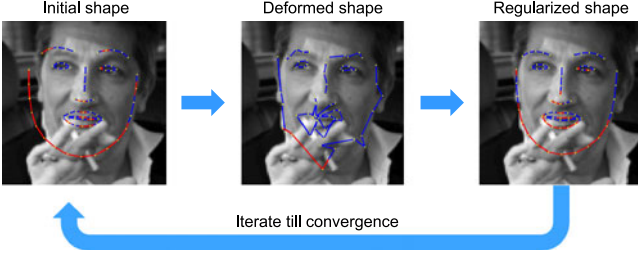 Initial shape
Deformed shape
Regularized shape
Iterate till convergence